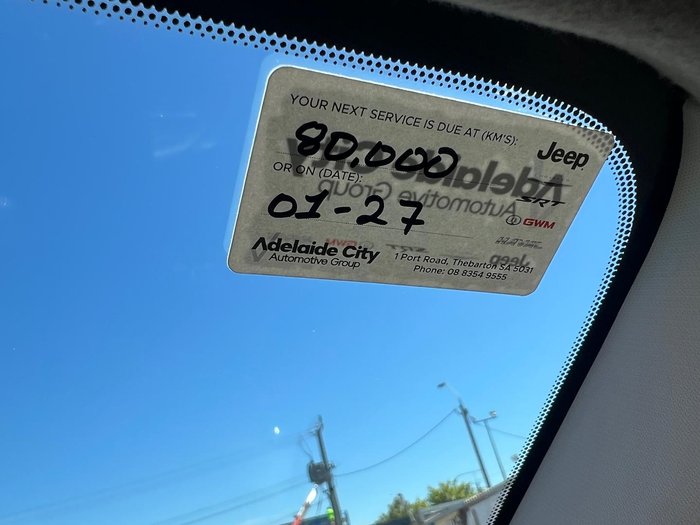 YOUR NEXT SERVICE IS DUE AT (KM'S):
80,000
OR ON (DATE):
01-27
Jeep
SRT
GWM
Adelaide City
Automotive Group
1 Port Road, Thebarton SA 5031
Phone: 08 8354 9555